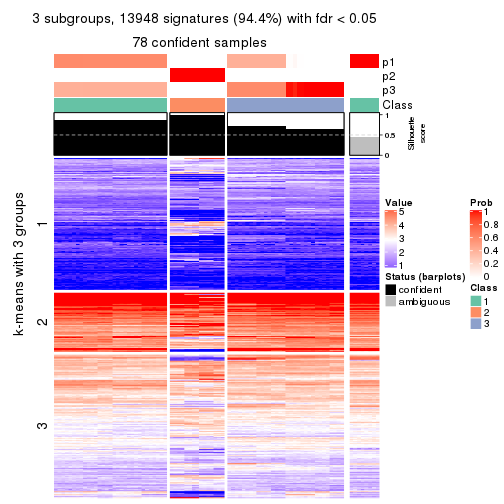 3 subgroups, 13948 signatures (94.4%) with fdr < 0.05
78 confident samples
p1
p2
p3
Class
1
0.5
0
Silhouette
score
k-means with 3 groups
1
2
3
Value
5
4
3
2
1
Status (barplots)
confident
ambiguous
Prob
1
0.8
0.6
0.4
0.2
0
Class
1
2
3